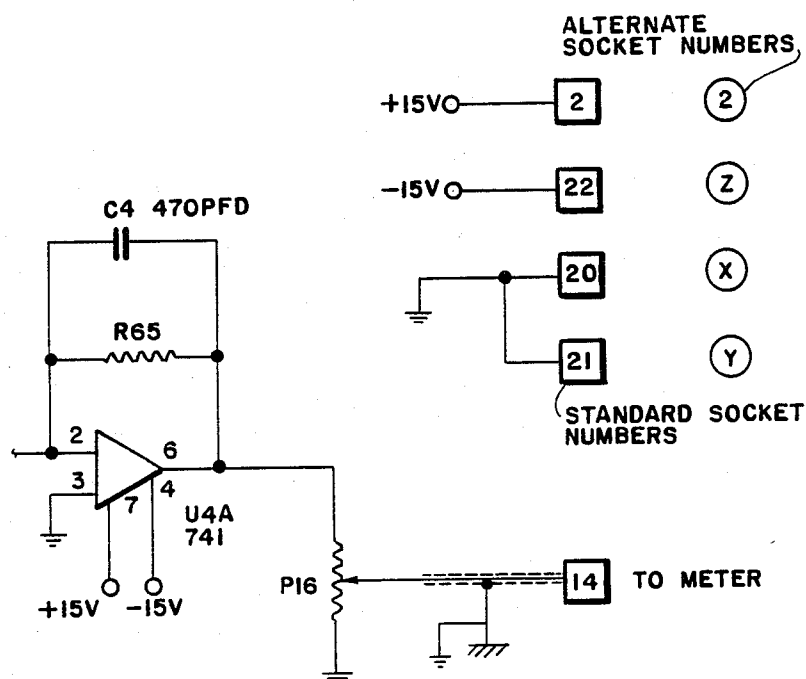 ALTERNATE
SOCKET NUMBERS
+15V 2 2
-15V 22 Z
C4 470PFD
20 X
R65
21 Y
STANDARD SOCKET
NUMBERS
2
6
3
4
7
U4A
741
+15V -15V
P16
14 TO METER